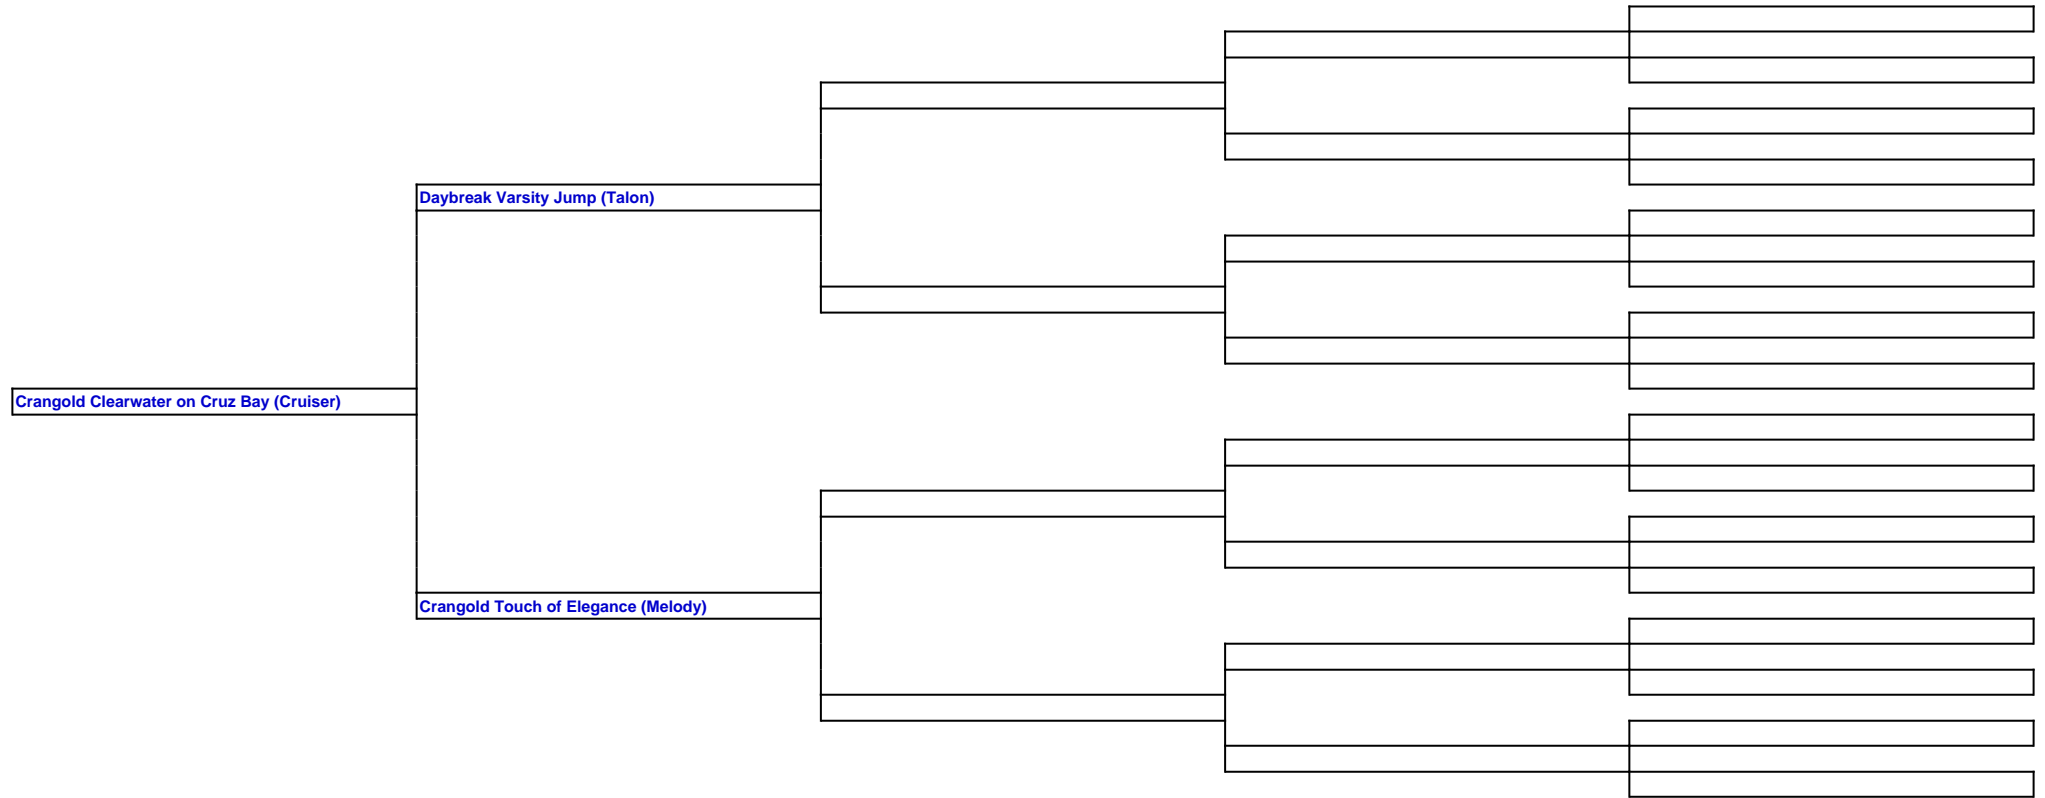 Daybreak Varsity Jump (Talon)
Crangold Clearwater on Cruz Bay (Cruiser)
Crangold Touch of Elegance (Melody)